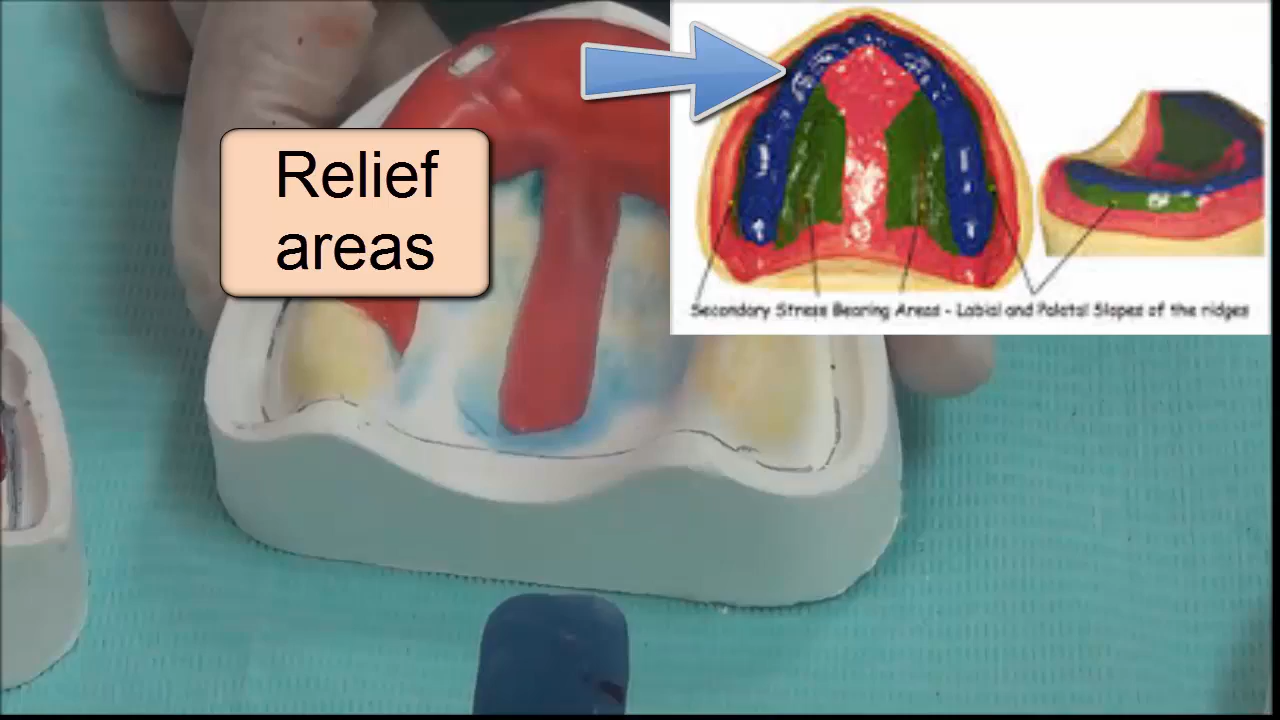 Relief
areas
Secondary Stress Bearing Areas - Labial and Palatal Slopes of the ridges